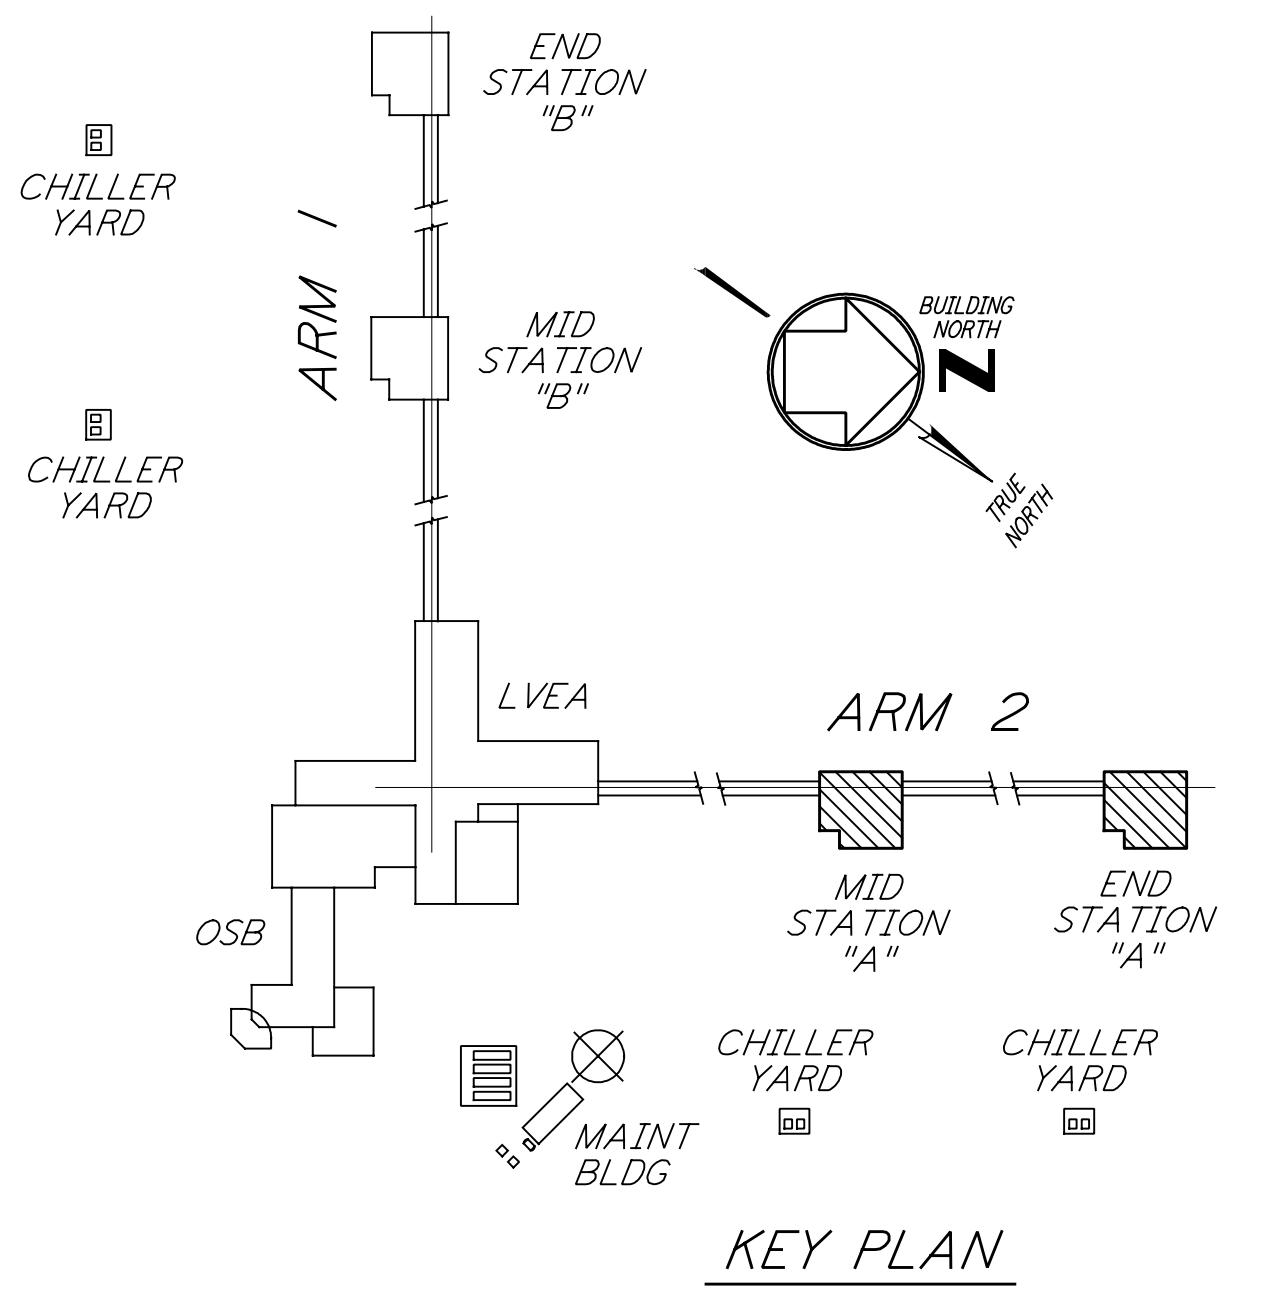 END
STATION
"B"
CHILLER
YARD
ARM 1
MID
STATION
"B"
BUILDING
NORTH
N
TRUE
NORTH
CHILLER
YARD
LVEA
ARM 2
MID
STATION
"A"
END
STATION
"A"
OSB
CHILLER
YARD
CHILLER
YARD
MAINT
BLDG
KEY PLAN